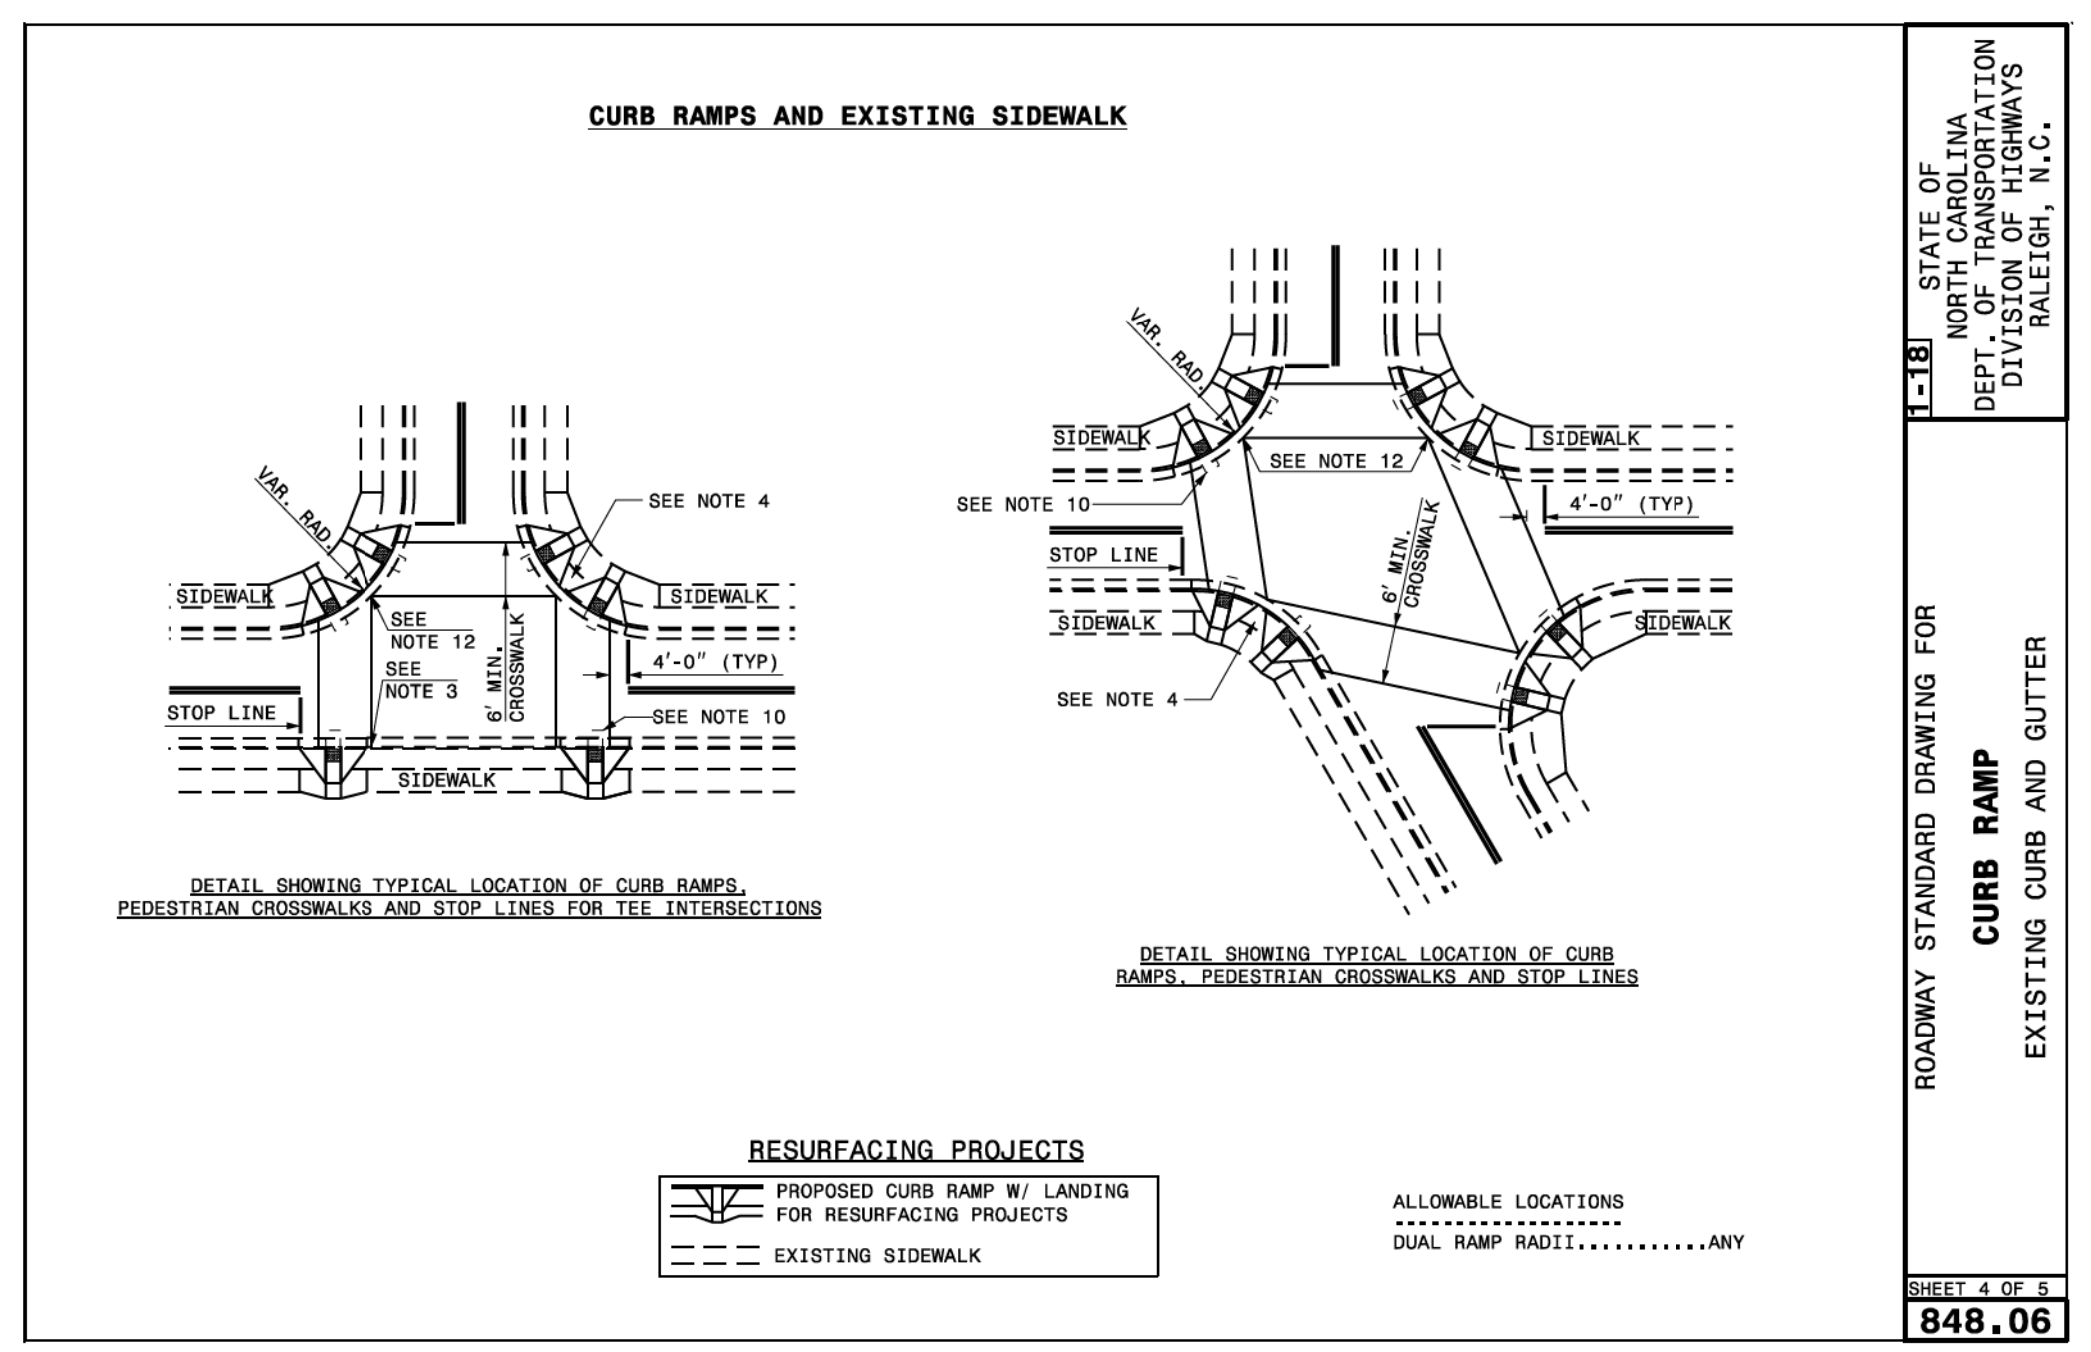 CURB RAMPS AND EXISTING SIDEWALK
VAR. RAD.
SEE NOTE 4
SIDEWALK
SIDEWALK
SEE
NOTE 12
SEE
NOTE 3
6' MIN.
CROSSWALK
4'-0" (TYP)
STOP LINE
SEE NOTE 10
SIDEWALK
DETAIL SHOWING TYPICAL LOCATION OF CURB RAMPS,
PEDESTRIAN CROSSWALKS AND STOP LINES FOR TEE INTERSECTIONS
VAR. RAD.
SIDEWALK
SIDEWALK
SEE NOTE 12
SEE NOTE 10
4'-0" (TYP)
STOP LINE
6' MIN.
CROSSWALK
SIDEWALK
SIDEWALK
SEE NOTE 4
DETAIL SHOWING TYPICAL LOCATION OF CURB
RAMPS, PEDESTRIAN CROSSWALKS AND STOP LINES
RESURFACING PROJECTS
PROPOSED CURB RAMP W/ LANDING
FOR RESURFACING PROJECTS
EXISTING SIDEWALK
ALLOWABLE LOCATIONS
DUAL RAMP RADII...........ANY
1-18
STATE OF
NORTH CAROLINA
DEPT. OF TRANSPORTATION
DIVISION OF HIGHWAYS
RALEIGH, N.C.
ROADWAY STANDARD DRAWING FOR
CURB RAMP
EXISTING CURB AND GUTTER
SHEET 4 OF 5
848.06